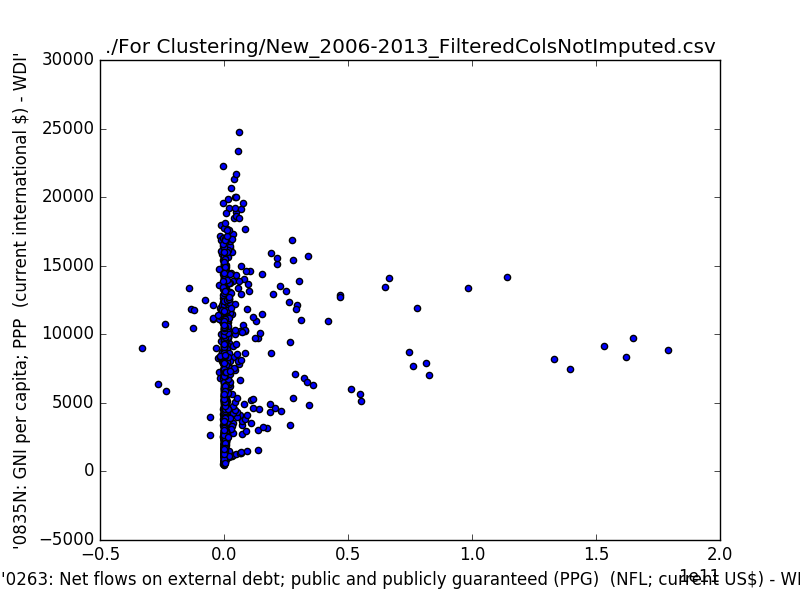 ./For Clustering/New_2006-2013_FilteredColsNotImputed.csv
'0835N: GNI per capita; PPP (current international $) - WDI'
30000
25000
20000
15000
10000
5000
0
−5000
−0.5 0.0 0.5 1.0 1.5 2.0
1e11
'0263: Net flows on external debt; public and publicly guaranteed (PPG) (NFL; current US$) - WI